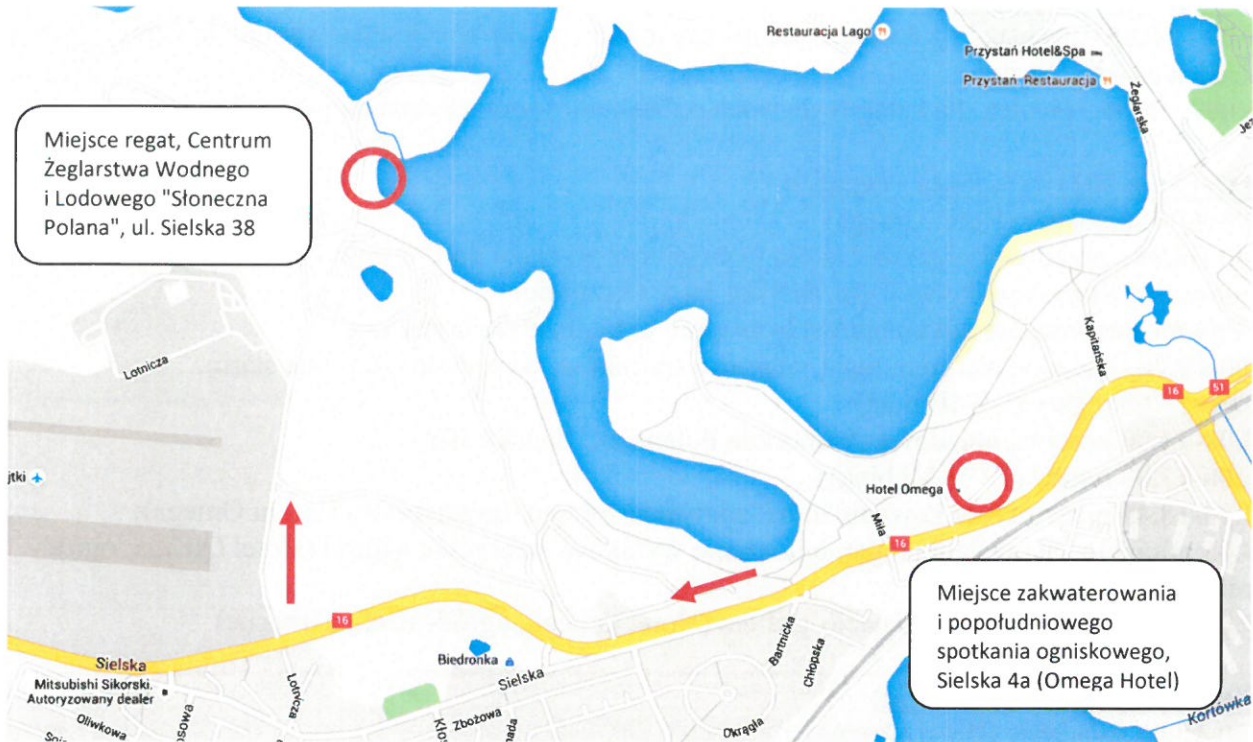 Restauracja Lago
Przystań Hotel&Spa
Przystań Restauracja
Żeglarska
Miejsce regat, Centrum
Żeglarstwa Wodnego
i Lodowego "Słoneczna
Polana", ul. Sielska 38
Lotnicza
Kapitańska
16
51
jtki
Hotel Omega
Miła
16
Miejsce zakwaterowania
i popołudniowego
spotkania ogniskowego,
Sielska 4a (Omega Hotel)
16
Bartnicka
Chłopska
Sielska
Biedronka
Sielska
Mitsubishi Sikorski.
Autoryzowany dealer
Lotnicza
Oliwkowa
Zbożowa
Okrągła
Kortówka